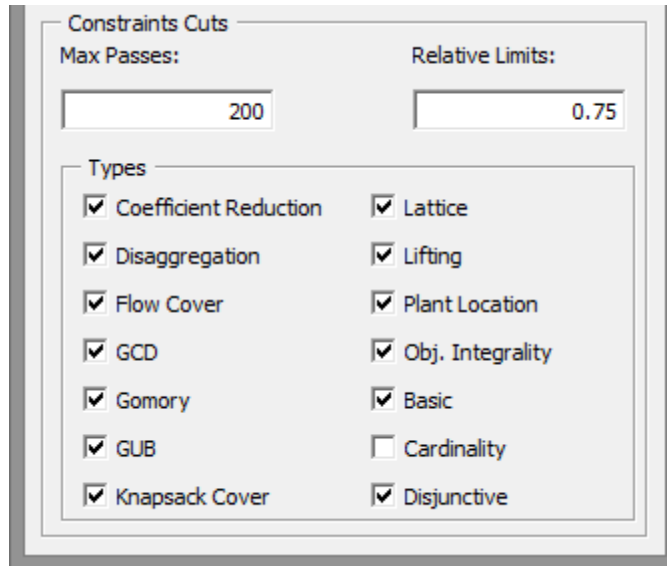 Constraints Cuts
Max Passes: Relative Limits:
200 0.75
Types
Coefficient Reduction Lattice
Disaggregation Lifting
Flow Cover Plant Location
GCD Obj. Integrality
Gomory Basic
GUB Cardinality
Knapsack Cover Disjunctive